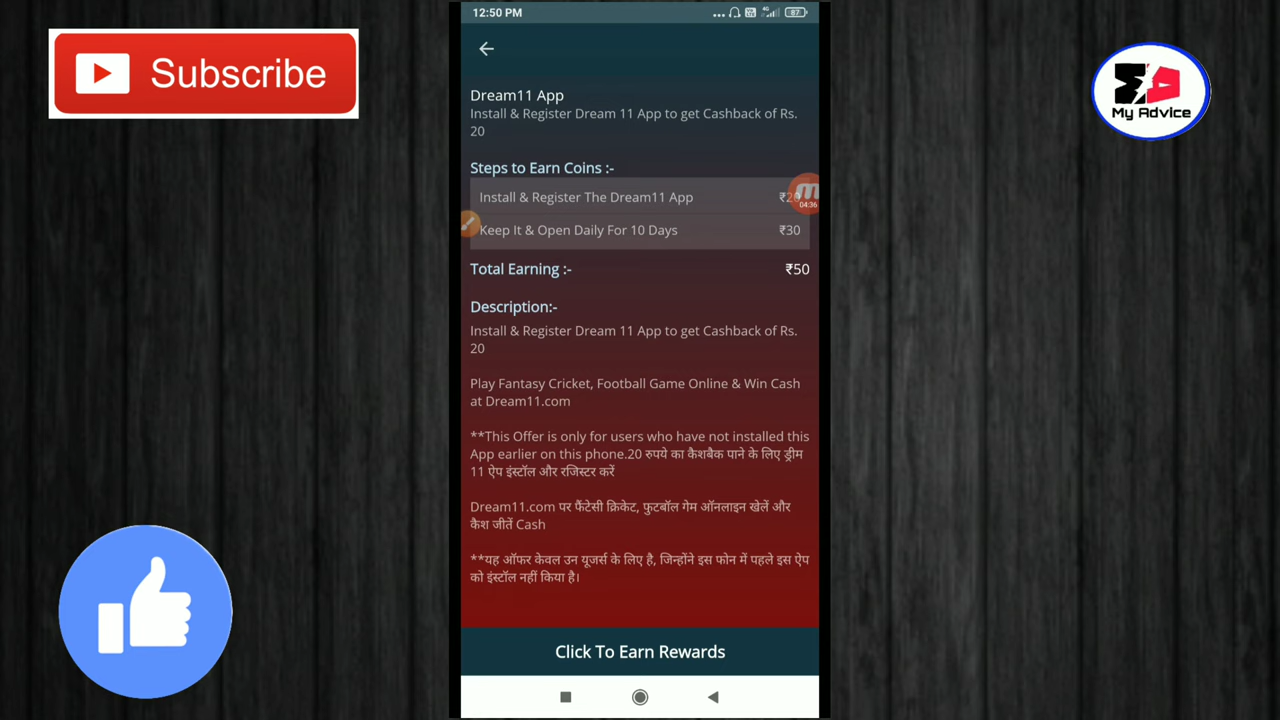 Subscribe
My Advice
12:50 PM
4G
87
Dream11 App
Install & Register Dream 11 App to get Cashback of Rs.
20
Steps to Earn Coins :-
Install & Register The Dream11 App ₹20
04:36
Keep It & Open Daily For 10 Days ₹30
Total Earning :- ₹50
Description:-
Install & Register Dream 11 App to get Cashback of Rs.
20
Play Fantasy Cricket, Football Game Online & Win Cash
at Dream11.com
**This Offer is only for users who have not installed this
App earlier on this phone.20 रुपये का कैशबैक पाने के लिए ड्रीम
11 ऐप इंस्टॉल और रजिस्टर करें
Dream11.com पर फैंटेसी क्रिकेट, फुटबॉल गेम ऑनलाइन खेलें और
कैश जीतें Cash
**यह ऑफर केवल उन यूजर्स के लिए है, जिन्होंने इस फोन में पहले इस ऐप
को इंस्टॉल नहीं किया है।
Click To Earn Rewards